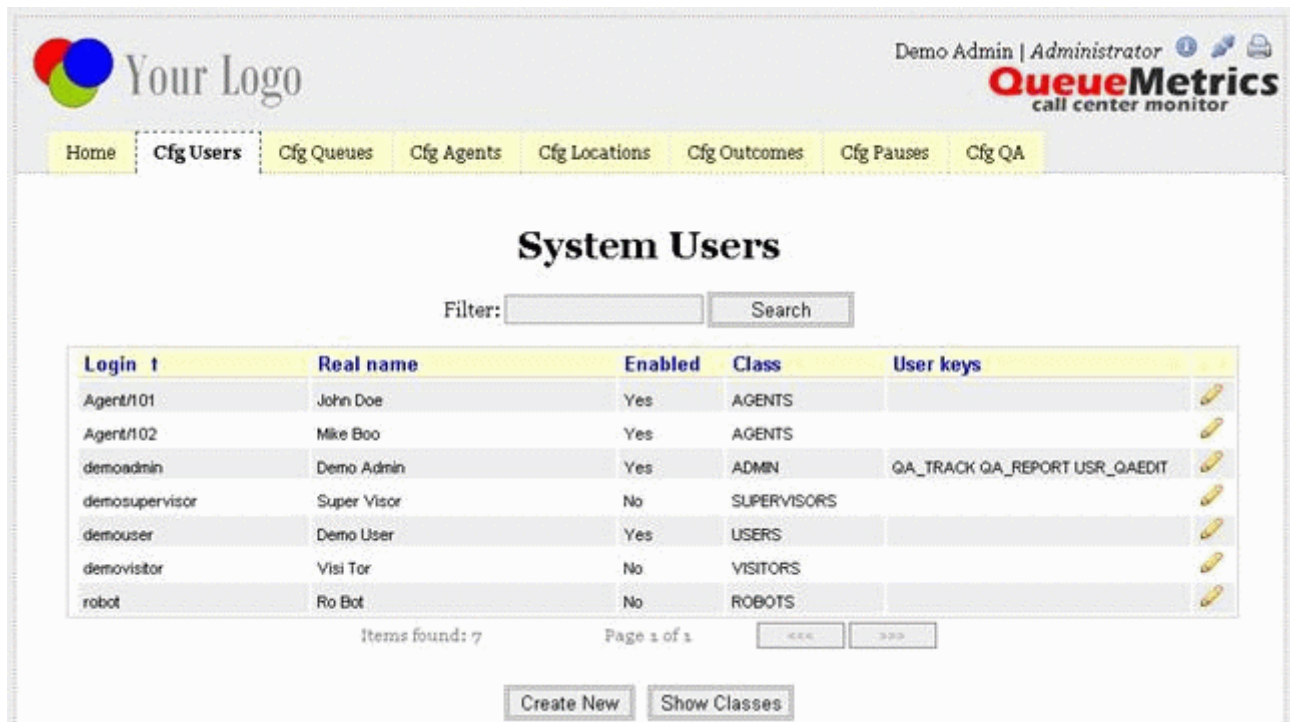 Your Logo
Demo Admin | Administrator
QueueMetrics
call center monitor
Home Cfg Users Cfg Queues Cfg Agents Cfg Locations Cfg Outcomes Cfg Pauses Cfg QA
System Users
Filter: Search
Login ↑ Real name Enabled Class User keys
Agent/101 John Doe Yes AGENTS
Agent/102 Mike Boo Yes AGENTS
demoadmin Demo Admin Yes ADMIN QA_TRACK QA_REPORT USR_QAEDIT
demosupervisor Super Visor No SUPERVISORS
demouser Demo User Yes USERS
demovisitor Visi Tor No VISITORS
robot Ro Bot No ROBOTS
Items found: 7 Page 1 of 1 <<< >>>
Create New Show Classes